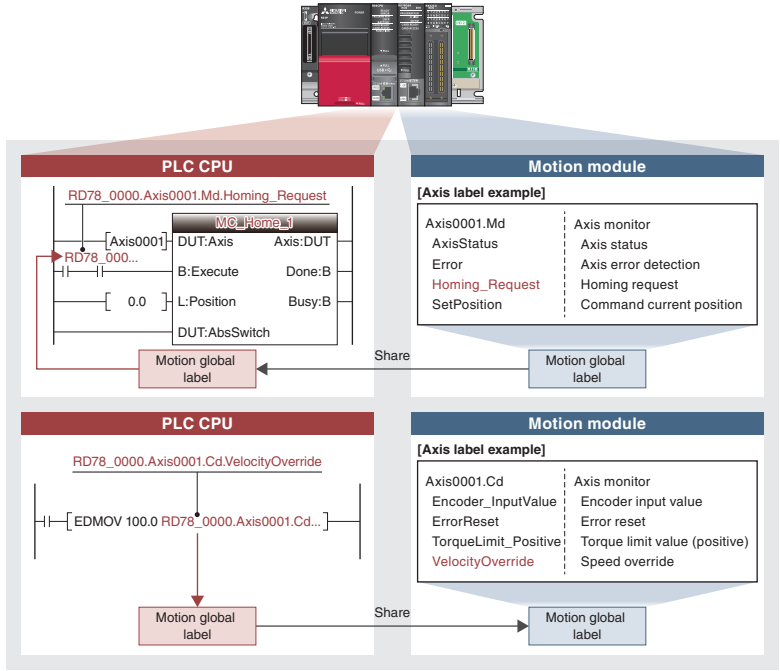 PLC CPU
RD78_0000.Axis0001.Md.Homing_Request
MC_Home_1
Axis0001
DUT:Axis
Axis:DUT
RD78_000...
B:Execute
Done:B
0.0
L:Position
Busy:B
DUT:AbsSwitch
Motion global
label
Share
Motion module
[Axis label example]
Axis0001.Md
Axis monitor
AxisStatus
Axis status
Error
Axis error detection
Homing_Request
Homing request
SetPosition
Command current position
Motion global
label
PLC CPU
RD78_0000.Axis0001.Cd.VelocityOverride
EDMOV 100.0 RD78_0000.Axis0001.Cd...
Motion global
label
Share
Motion module
[Axis label example]
Axis0001.Cd
Axis monitor
Encoder_InputValue
Encoder input value
ErrorReset
Error reset
TorqueLimit_Positive
Torque limit value (positive)
VelocityOverride
Speed override
Motion global
label